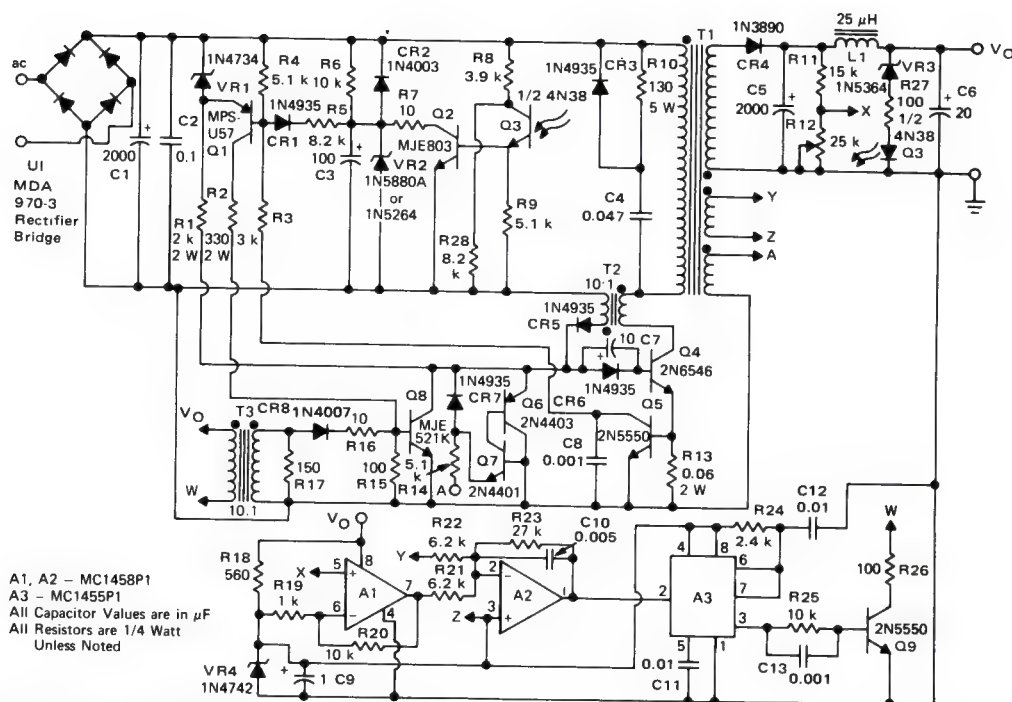 ac
UI
MDA
970-3
Rectifier
Bridge
2000
C1
C2
0.1
1N4734
VR1
MPS-
U57
Q1
R1
2 k
2 W
R2
330
2 W
R4
5.1 k
1N4935
CR1
R3
3 k
R6
10 k
R5
8.2 k
100
C3
CR2
1N4003
R7
10
VR2
1N5880A
or
1N5264
Q2
MJE803
R8
3.9 k
1/2 4N38
Q3
R28
8.2
k
R9
5.1 k
1N4935
CR3
R10
130
5 W
C4
0.047
T1
1N3890
CR4
C5
2000
R11
15 k
R12
25 k
X
25 μH
L1
1N5364
VR3
R27
100
1/2
4N38
Q3
C6
20
VO
Y
Z
A
T2
10:1
1N4935
CR5
10
C7
1N4935
CR6
Q4
2N6546
Q5
2N5550
C8
0.001
R13
0.06
2 W
VO
W
T3
10.1
CR8
1N4007
150
R17
10
R16
100
R15
Q8
MJE
521K
5.1
k
R14
A
1N4935
CR7
Q6
2N4403
Q7
2N4401
VO
R18
560
X
R19
1 k
5
+
6
−
8
A1
7
4
R20
10 k
VR4
1N4742
+
1
C9
Y
R22
6.2 k
R21
6.2 k
Z
R23
27 k
C10
0.005
2
−
3
+
A2
1
4
8
2
A3
6
7
3
5
1
0.01
C11
R24
2.4 k
C12
0.01
R25
10 k
C13
0.001
W
100
R26
2N5550
Q9
A1, A2 – MC1458P1
A3 – MC1455P1
All Capacitor Values are in μF
All Resistors are 1/4 Watt
Unless Noted